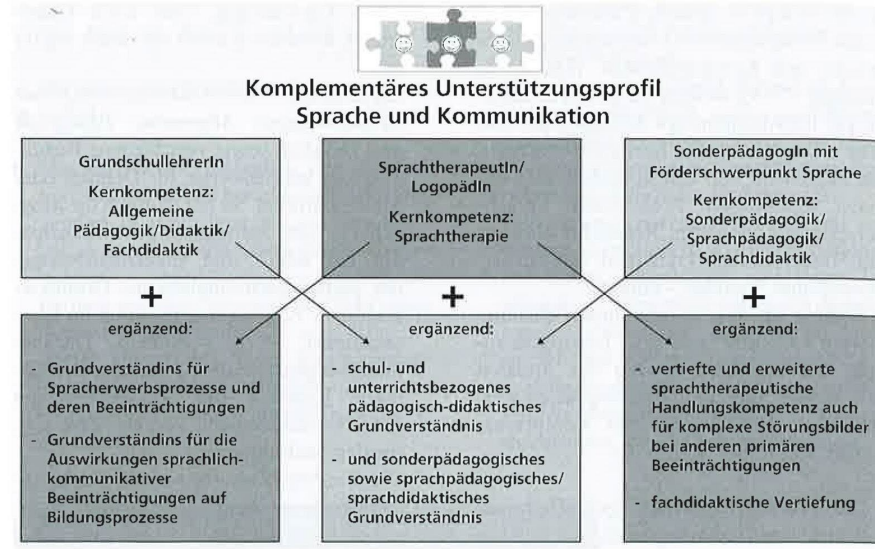 Komplementäres Unterstützungsprofil
Sprache und Kommunikation
GrundschullehrerIn
Kernkompetenz:
Allgemeine
Pädagogik/Didaktik/
Fachdidaktik
SprachtherapeutIn/
LogopädIn
Kernkompetenz:
Sprachtherapie
SonderpädagogIn mit
Förderschwerpunkt Sprache
Kernkompetenz:
Sonderpädagogik/
Sprachpädagogik/
Sprachdidaktik
+
+
+
ergänzend:
- Grundverständins für
Spracherwerbsprozesse und
deren Beeinträchtigungen
- Grundverständins für die
Auswirkungen sprachlich-
kommunikativer
Beeinträchtigungen auf
Bildungsprozesse
ergänzend:
- schul- und
unterrichtsbezogenes
pädagogisch-didaktisches
Grundverständnis
- und sonderpädagogisches
sowie sprachpädagogisches/
sprachdidaktisches
Grundverständnis
ergänzend:
- vertiefte und erweiterte
sprachtherapeutische
Handlungskompetenz auch
für komplexe Störungsbilder
bei anderen primären
Beeinträchtigungen
- fachdidaktische Vertiefung